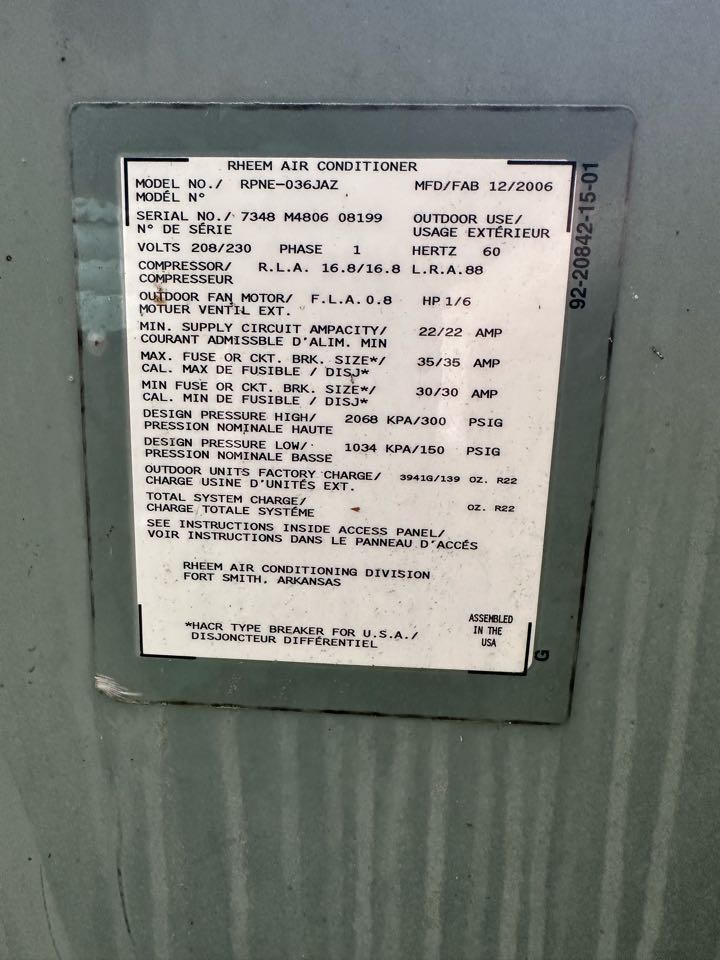 RHEEM AIR CONDITIONER
MODEL NO./ RPNE-036JAZ MFD/FAB 12/2006
MODÉL N°
SERIAL NO./ 7348 M4806 08199 OUTDOOR USE/
N° DE SÉRIE USAGE EXTÉRIEUR
VOLTS 208/230 PHASE 1 HERTZ 60
COMPRESSOR/ R.L.A. 16.8/16.8 L.R.A.88
COMPRESSEUR
OUTDOOR FAN MOTOR/ F.L.A.0.8 HP 1/6
MOTUER VENTIL EXT.
MIN. SUPPLY CIRCUIT AMPACITY/ 22/22 AMP
COURANT ADMISSBLE D'ALIM. MIN
MAX. FUSE OR CKT. BRK. SIZE*/ 35/35 AMP
CAL. MAX DE FUSIBLE / DISJ*
MIN FUSE OR CKT. BRK. SIZE*/ 30/30 AMP
CAL. MIN DE FUSIBLE / DISJ*
DESIGN PRESSURE HIGH/ 2068 KPA/300 PSIG
PRESSION NOMINALE HAUTE
DESIGN PRESSURE LOW/ 1034 KPA/150 PSIG
PRESSION NOMINALE BASSE
OUTDOOR UNITS FACTORY CHARGE/ 3941G/139 OZ. R22
CHARGE USINE D'UNITÉS EXT.
TOTAL SYSTEM CHARGE/ OZ. R22
CHARGE TOTALE SYSTÉME
SEE INSTRUCTIONS INSIDE ACCESS PANEL/
VOIR INSTRUCTIONS DANS LE PANNEAU D'ACCÉS
RHEEM AIR CONDITIONING DIVISION
FORT SMITH, ARKANSAS
*HACR TYPE BREAKER FOR U.S.A./
DISJONCTEUR DIFFÉRENTIEL
ASSEMBLED
IN THE
USA
92-20842-15-01
G